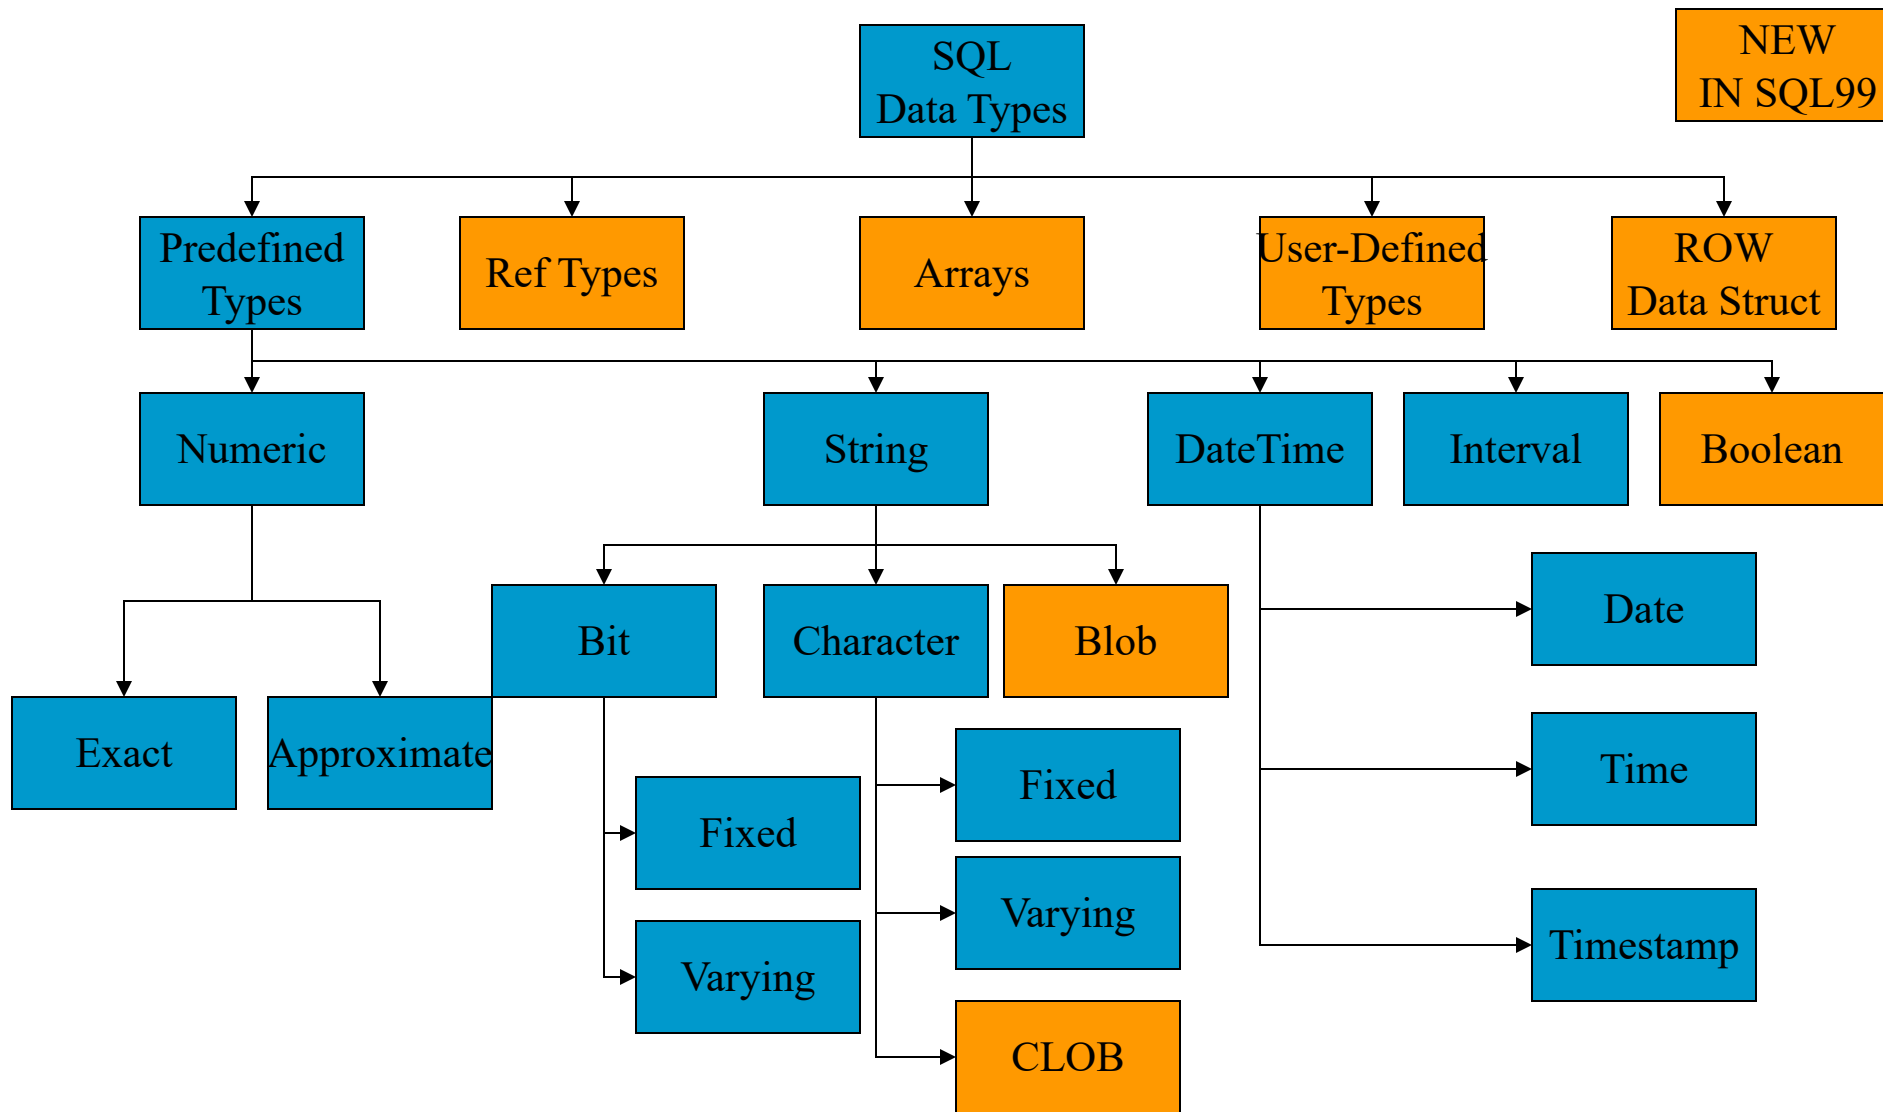 SQL
Data Types
NEW
IN SQL99
Predefined
Types
Ref Types
Arrays
User-Defined
Types
ROW
Data Struct
Numeric
String
DateTime
Interval
Boolean
Bit
Character
Blob
Date
Exact
Approximate
Fixed
Fixed
Time
Varying
Varying
Timestamp
CLOB